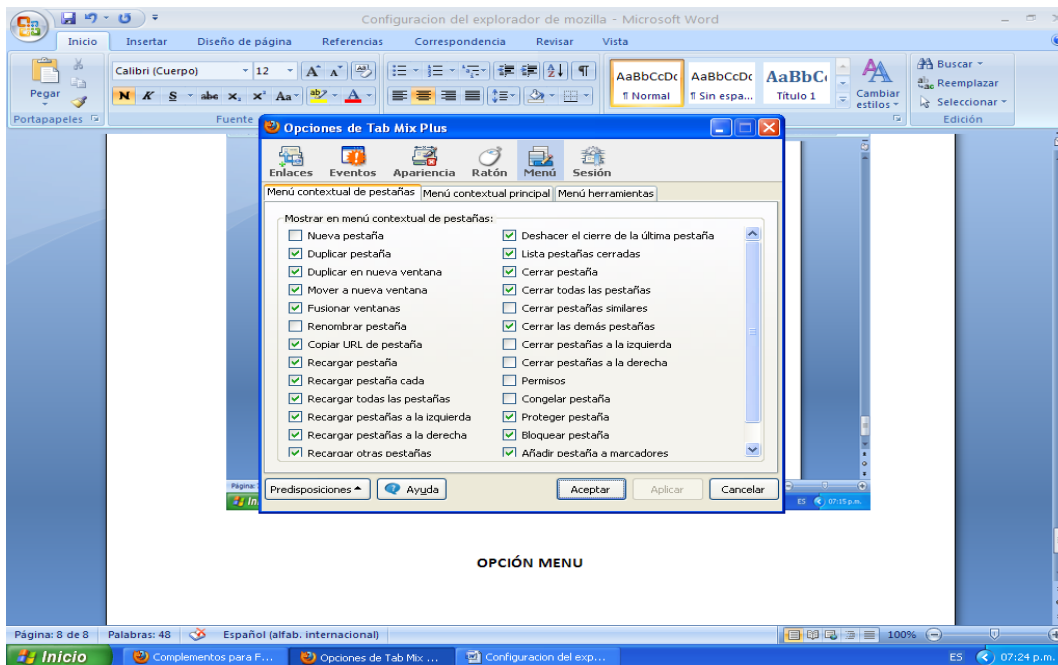 Configuracion del explorador de mozilla - Microsoft Word
Inicio Insertar Diseño de página Referencias Correspondencia Revisar Vista
Pegar
Portapapeles
Calibri (Cuerpo) 12
N K S abc x₂ x² Aa
Fuente
AaBbCcDc AaBbCcDc AaBbC
¶ Normal ¶ Sin espa... Título 1
Cambiar estilos
Buscar
Reemplazar
Seleccionar
Edición
Opciones de Tab Mix Plus
Enlaces Eventos Apariencia Ratón Menú Sesión
Menú contextual de pestañas Menú contextual principal Menú herramientas
Mostrar en menú contextual de pestañas:
Nueva pestaña
Duplicar pestaña
Duplicar en nueva ventana
Mover a nueva ventana
Fusionar ventanas
Renombrar pestaña
Copiar URL de pestaña
Recargar pestaña
Recargar pestaña cada
Recargar todas las pestañas
Recargar pestañas a la izquierda
Recargar pestañas a la derecha
Recargar otras pestañas
Deshacer el cierre de la última pestaña
Lista pestañas cerradas
Cerrar pestaña
Cerrar todas las pestañas
Cerrar pestañas similares
Cerrar las demás pestañas
Cerrar pestañas a la izquierda
Cerrar pestañas a la derecha
Permisos
Congelar pestaña
Proteger pestaña
Bloquear pestaña
Añadir pestaña a marcadores
Predisposiciones Ayuda Aceptar Aplicar Cancelar
Página:
ES 07:15 p.m.
OPCIÓN MENU
Página: 8 de 8 Palabras: 48 Español (alfab. internacional) 100%
Inicio Complementos para F... Opciones de Tab Mix ... Configuracion del exp... ES 07:24 p.m.